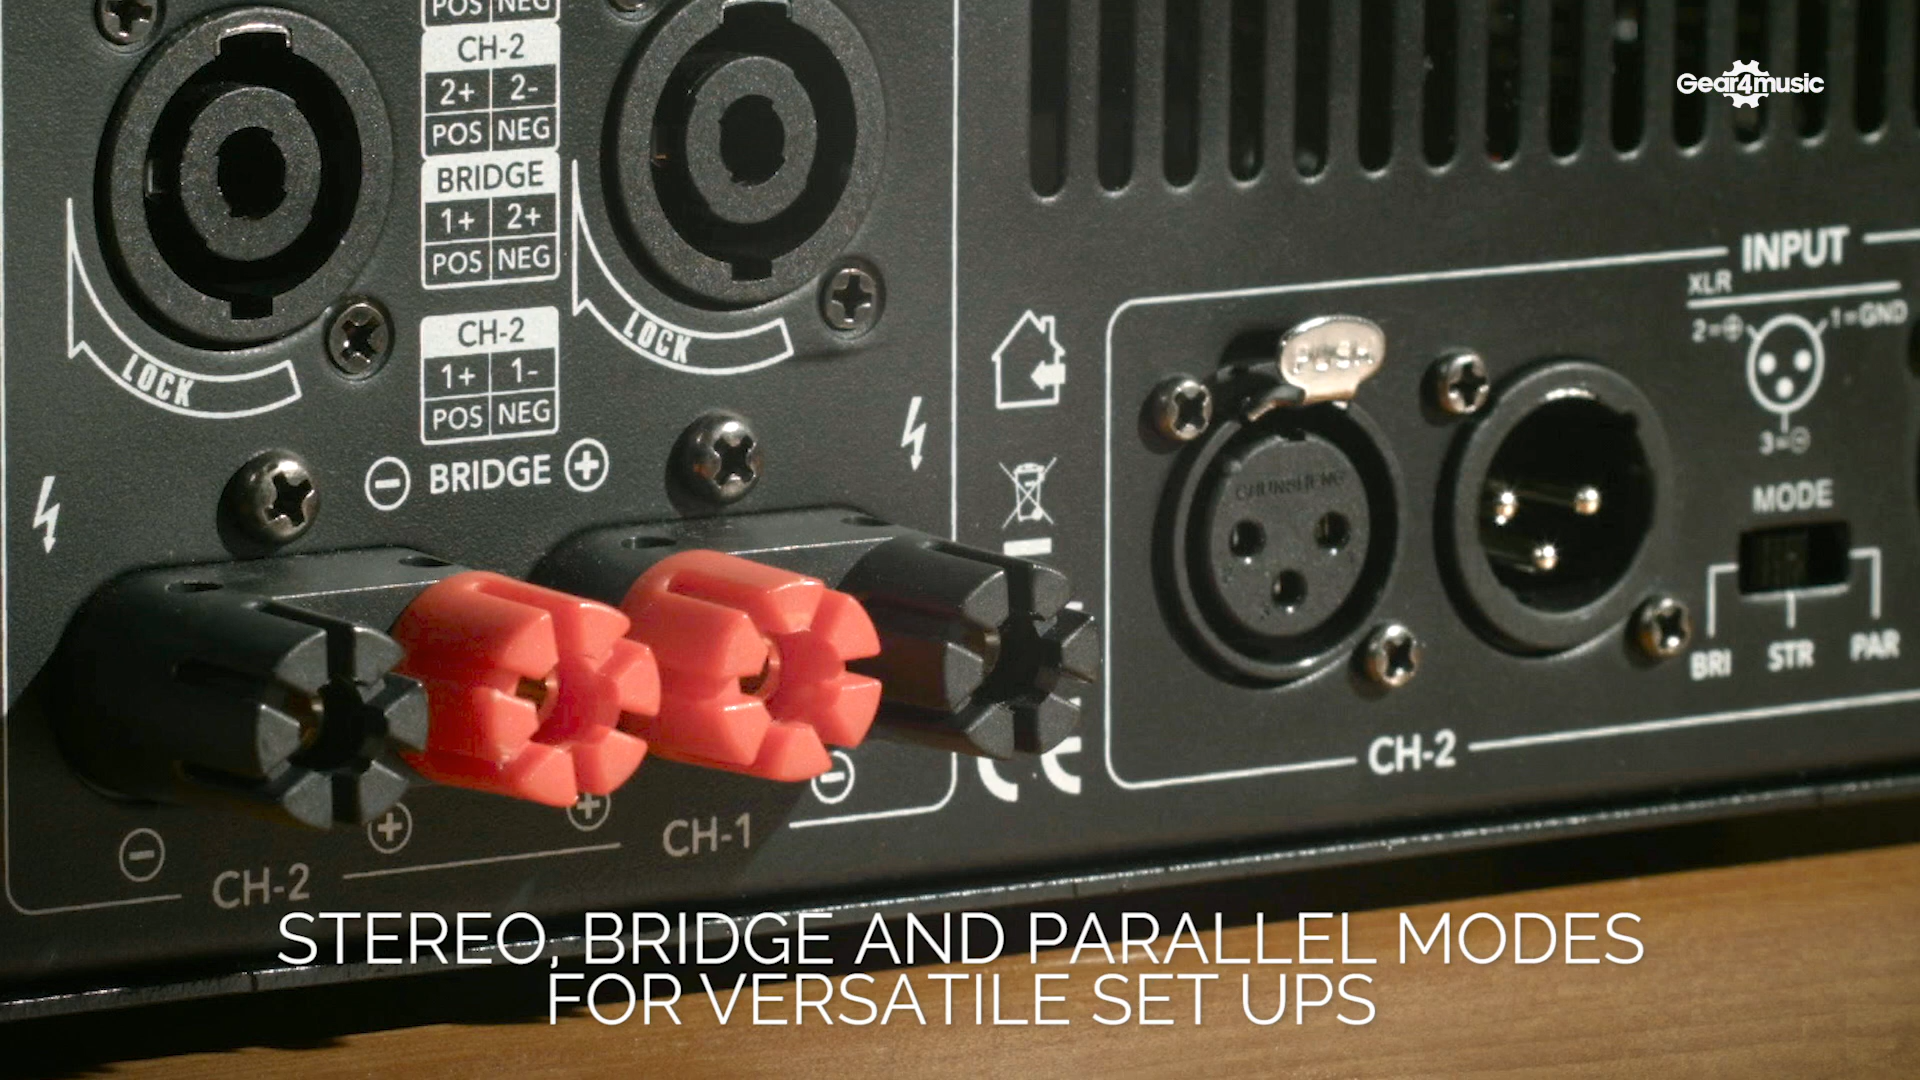 POS NEG
CH-2
2+ 2-
POS NEG
BRIDGE
1+ 2+
POS NEG
CH-2
1+ 1-
POS NEG
⊖ BRIDGE ⊕
LOCK
LOCK
Gear4music
INPUT
XLR
2=⊕ 1=GND
3=⊖
PUSH
MODE
BRI STR PAR
CH-2
⊖ CH-2 ⊕
⊕ CH-1 ⊖
CE
STEREO, BRIDGE AND PARALLEL MODES
FOR VERSATILE SET UPS